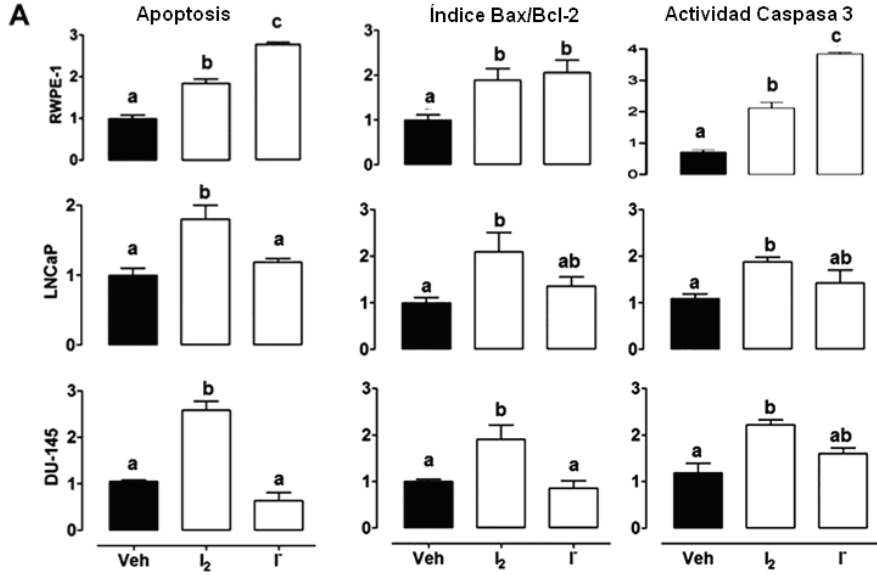 A
Apoptosis Índice Bax/Bcl-2 Actividad Caspasa 3
RWPE-1
3
2
1
0
a b c
3
2
1
0
a b b
4
3
2
1
0
a b c
LNCaP
2
1
0
a b a
3
2
1
0
a b ab
3
2
1
0
a b ab
DU-145
3
2
1
0
a b a
3
2
1
0
a b a
3
2
1
0
a b ab
Veh I₂ I⁻ Veh I₂ I⁻ Veh I₂ I⁻